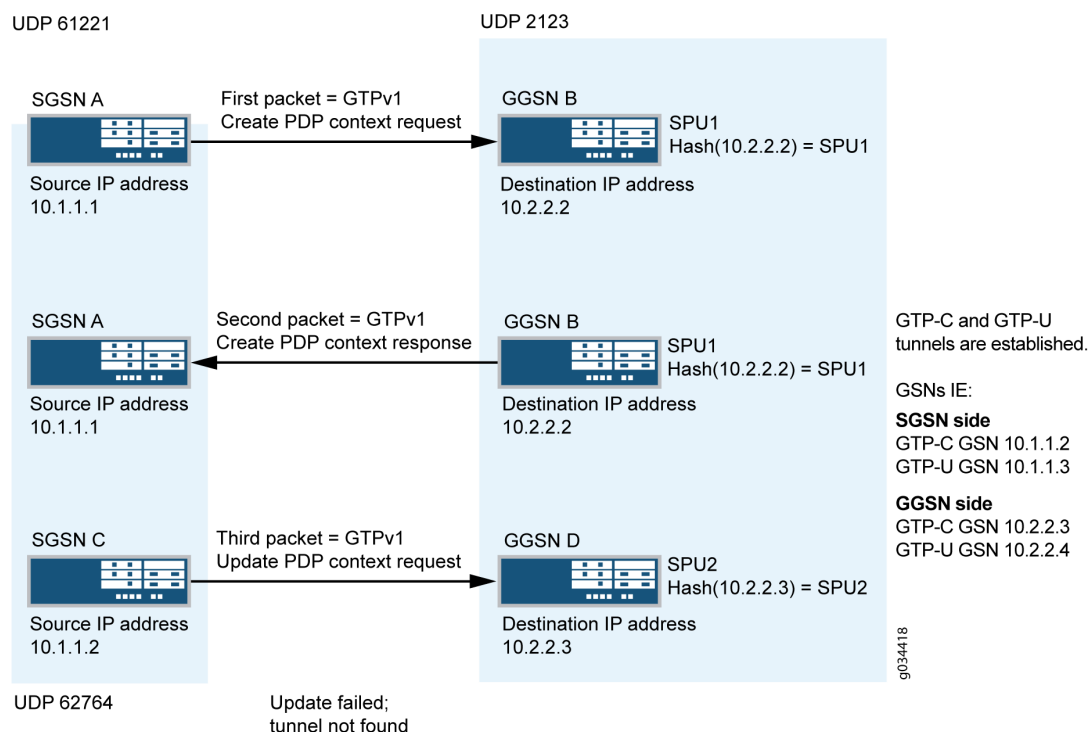 UDP 61221
UDP 2123
SGSN A
First packet = GTPv1
Create PDP context request
GGSN B
SPU1
Hash(10.2.2.2) = SPU1
Source IP address
10.1.1.1
Destination IP address
10.2.2.2
SGSN A
Second packet = GTPv1
Create PDP context response
GGSN B
SPU1
Hash(10.2.2.2) = SPU1
Source IP address
10.1.1.1
Destination IP address
10.2.2.2
GTP-C and GTP-U
tunnels are established.
GSNs IE:
SGSN side
GTP-C GSN 10.1.1.2
GTP-U GSN 10.1.1.3
GGSN side
GTP-C GSN 10.2.2.3
GTP-U GSN 10.2.2.4
SGSN C
Third packet = GTPv1
Update PDP context request
GGSN D
SPU2
Hash(10.2.2.3) = SPU2
Source IP address
10.1.1.2
Destination IP address
10.2.2.3
UDP 62764
Update failed;
tunnel not found
g034418